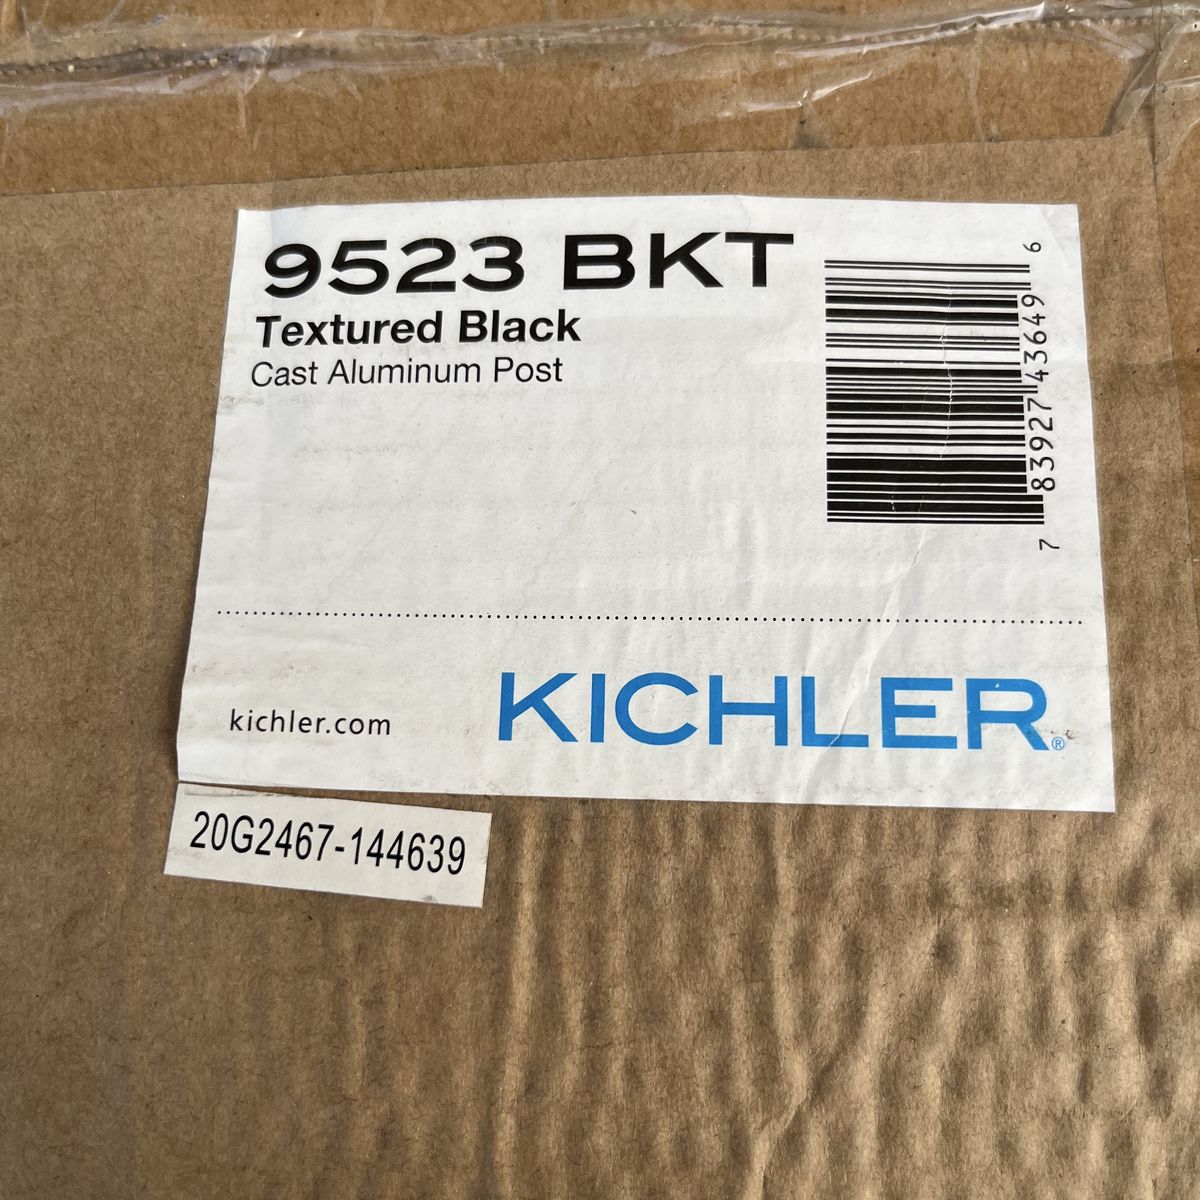 9523 BKT
Textured Black
Cast Aluminum Post
7 83927 43649 6
kichler.com
KICHLER®
20G2467-144639